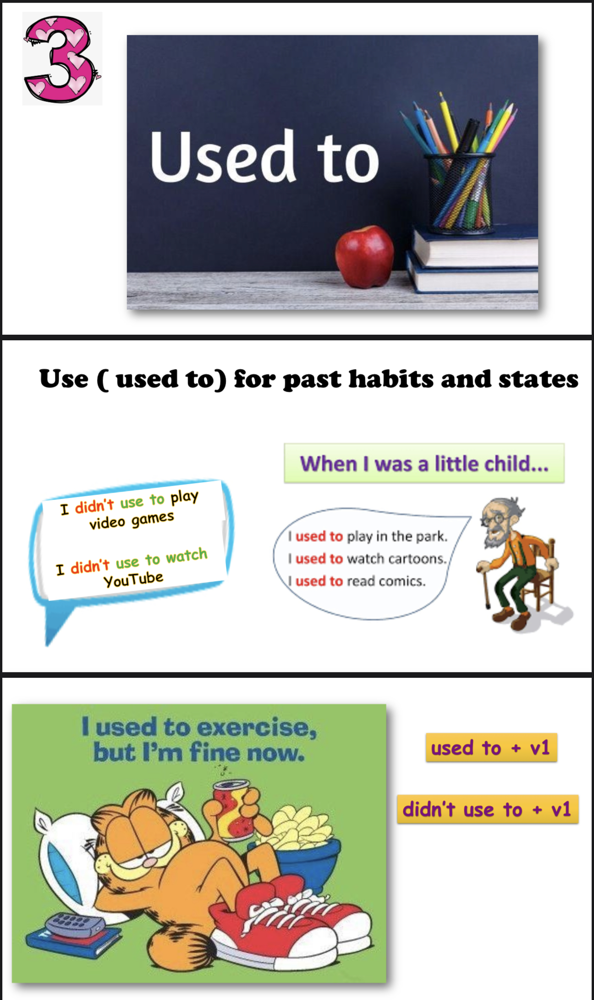 3
Used to
Use ( used to) for past habits and states
When I was a little child...
I didn't use to play
video games
I didn't use to watch
YouTube
I used to play in the park.
I used to watch cartoons.
I used to read comics.
I used to exercise,
but I'm fine now.
used to + v1
didn't use to + v1